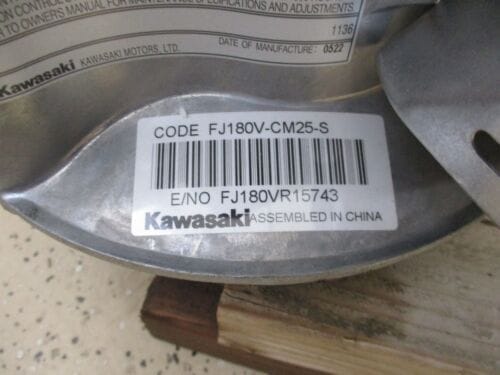 ION CONTROL
R TO OWNERS MANUAL FOR MAINTENANCE SPECIFICATIONS AND ADJUSTMENTS.
1136
DATE OF MANUFACTURE: 0522
Kawasaki KAWASAKI MOTORS, LTD.
CODE FJ180V-CM25-S
E/NO FJ180VR15743
Kawasaki ASSEMBLED IN CHINA